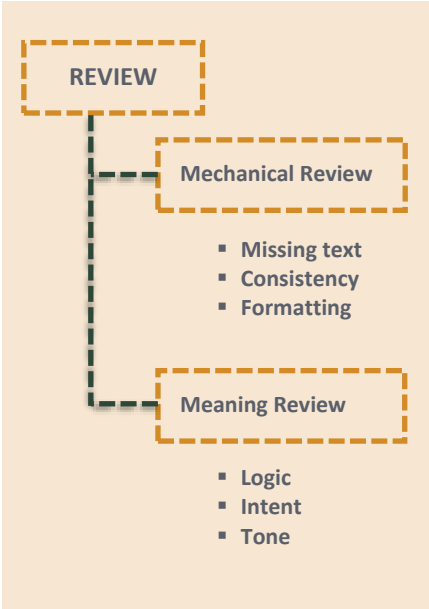 REVIEW
Mechanical Review
▪ Missing text
▪ Consistency
▪ Formatting
Meaning Review
▪ Logic
▪ Intent
▪ Tone